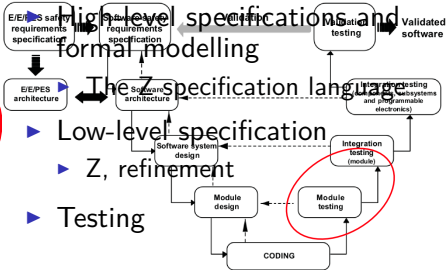 High-level specifications and
formal modelling
The Z specification language
Low-level specification
Z, refinement
Testing
E/E/PES safety
requirements
specification
Software safety
requirements
specification
Validation
Validation
testing
Validated
software
E/E/PES
architecture
Software
architecture
Integration testing
(components, subsystems
and programmable
electronics)
Software system
design
Integration
testing
(module)
Module
design
Module
testing
CODING